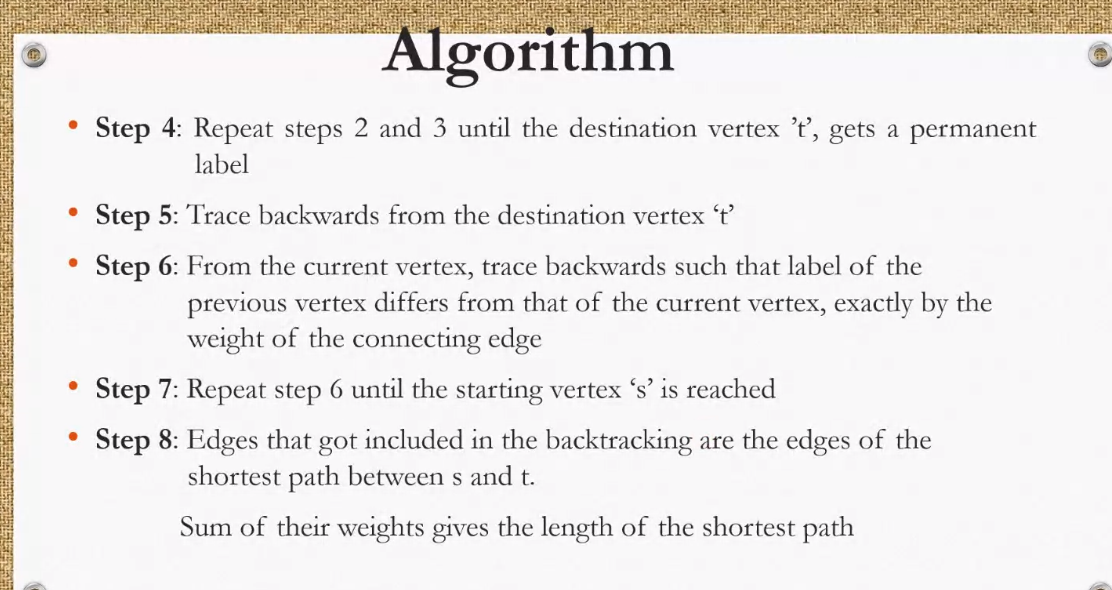 Algorithm
• Step 4: Repeat steps 2 and 3 until the destination vertex ’t’, gets a permanent
label
• Step 5: Trace backwards from the destination vertex ‘t’
• Step 6: From the current vertex, trace backwards such that label of the
previous vertex differs from that of the current vertex, exactly by the
weight of the connecting edge
• Step 7: Repeat step 6 until the starting vertex ‘s’ is reached
• Step 8: Edges that got included in the backtracking are the edges of the
shortest path between s and t.
Sum of their weights gives the length of the shortest path